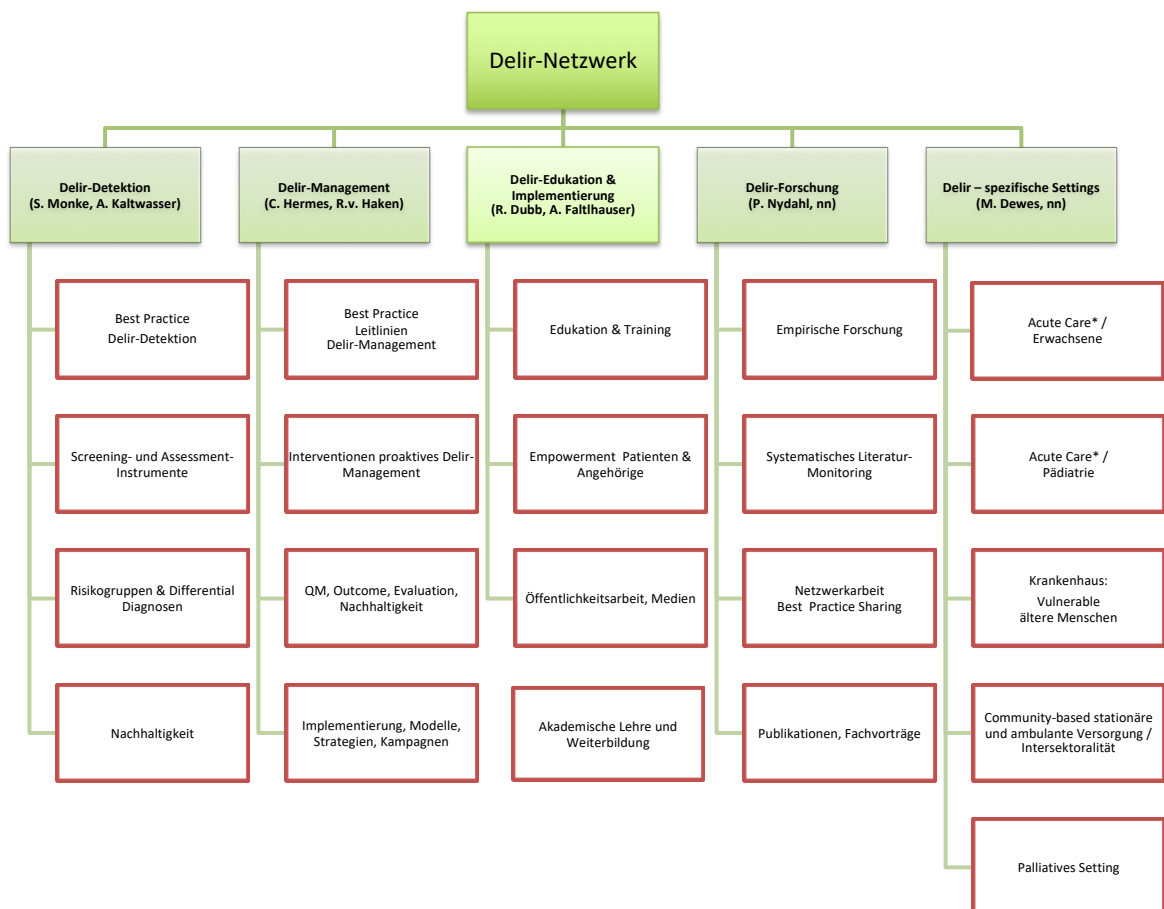 Delir-Netzwerk
Delir-Detektion
(S. Monke, A. Kaltwasser)
Best Practice
Delir-Detektion
Screening- und Assessment-
Instrumente
Risikogruppen & Differential
Diagnosen
Nachhaltigkeit
Delir-Management
(C. Hermes, R.v. Haken)
Best Practice
Leitlinien
Delir-Management
Interventionen proaktives Delir-
Management
QM, Outcome, Evaluation,
Nachhaltigkeit
Implementierung, Modelle,
Strategien, Kampagnen
Delir-Edukation &
Implementierung
(R. Dubb, A. Faltlhauser)
Edukation & Training
Empowerment Patienten &
Angehörige
Öffentlichkeitsarbeit, Medien
Akademische Lehre und
Weiterbildung
Delir-Forschung
(P. Nydahl, nn)
Empirische Forschung
Systematisches Literatur-
Monitoring
Netzwerkarbeit
Best Practice Sharing
Publikationen, Fachvorträge
Delir – spezifische Settings
(M. Dewes, nn)
Acute Care* /
Erwachsene
Acute Care* /
Pädiatrie
Krankenhaus:
Vulnerable
ältere Menschen
Community-based stationäre
und ambulante Versorgung /
Intersektoralität
Palliatives Setting